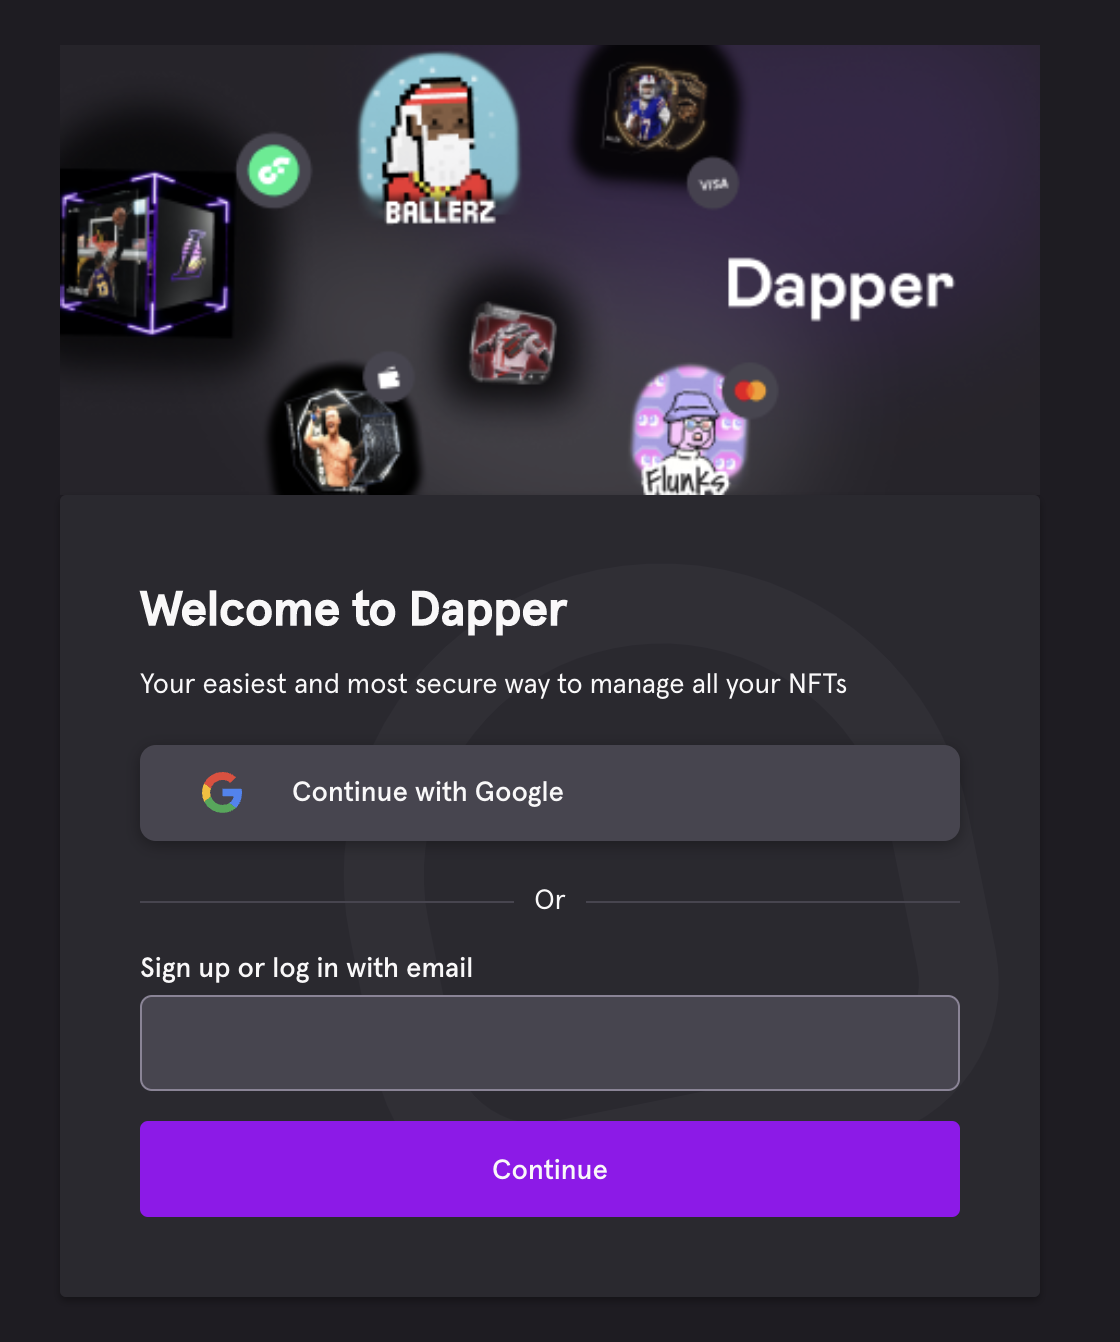 BALLERZ
VISA
Dapper
Flunks
Welcome to Dapper
Your easiest and most secure way to manage all your NFTs
Continue with Google
Or
Sign up or log in with email
Continue